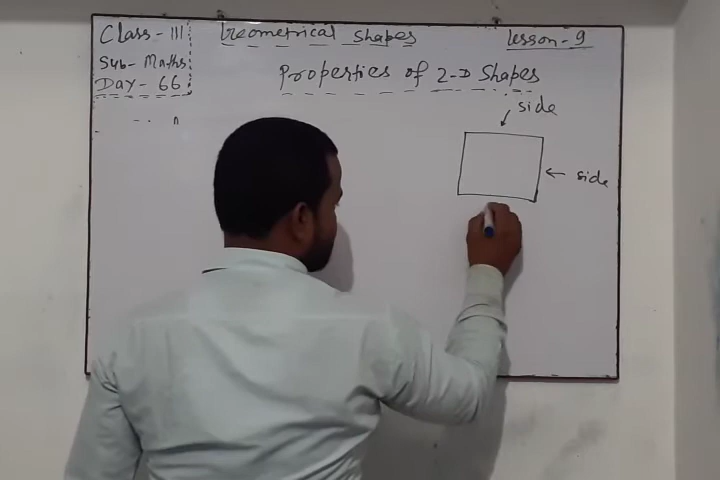 Class-III
Geometrical shapes
Lesson-9
Sub-Maths
Day-66
Properties of 2-D Shapes
side
side